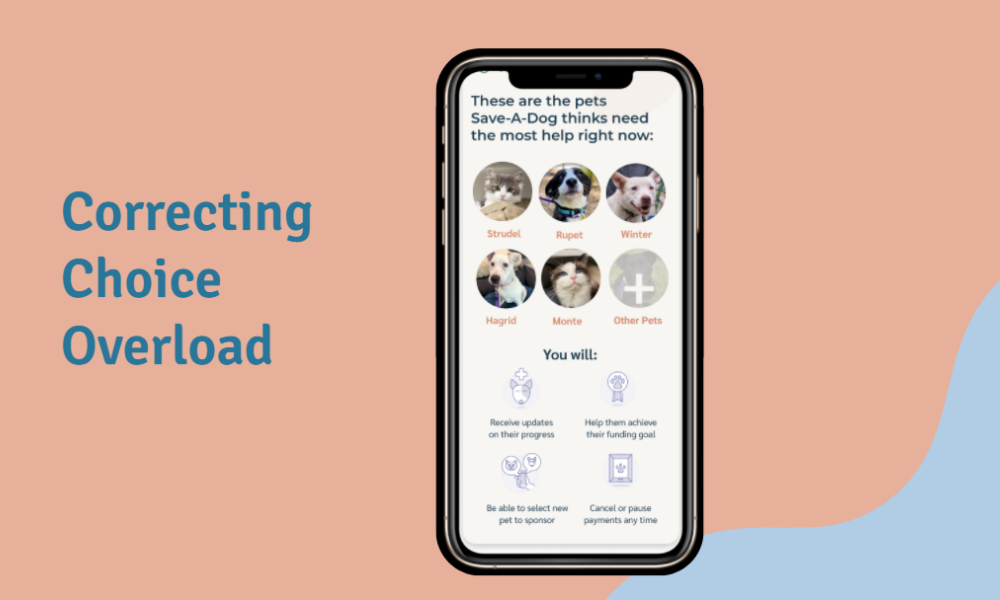 Correcting
Choice
Overload
These are the pets
Save-A-Dog thinks need
the most help right now:
Strudel
Rupet
Winter
Hagrid
Monte
Other Pets
You will:
Receive updates
on their progress
Help them achieve
their funding goal
Be able to select new
pet to sponsor
Cancel or pause
payments any time